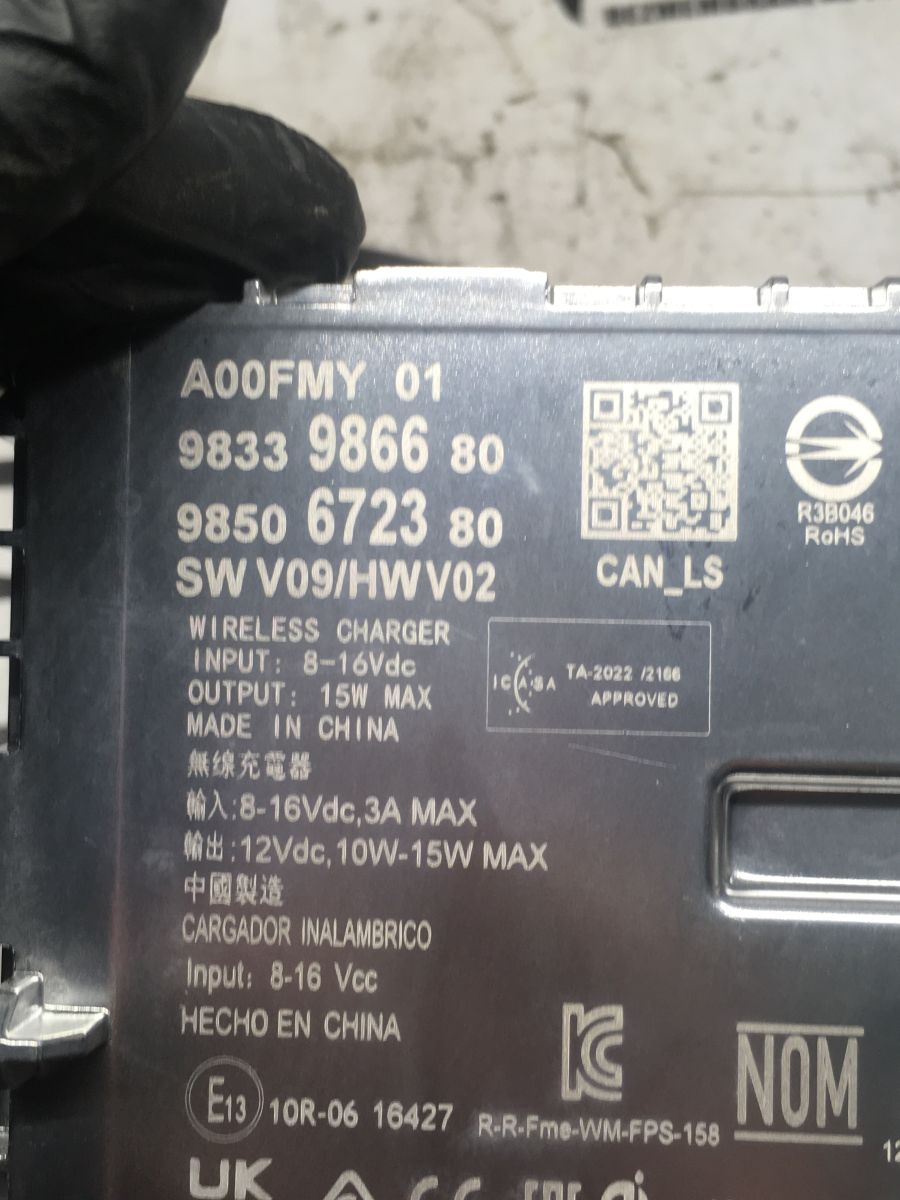 A00FMY 01
9833 9866 80
9850 6723 80
SW V09/HW V02
CAN_LS
R3B046
RoHS
WIRELESS CHARGER
INPUT: 8-16Vdc
OUTPUT: 15W MAX
MADE IN CHINA
ICASA
TA-2022 /2166
APPROVED
無線充電器
輸入:8-16Vdc,3A MAX
輸出:12Vdc,10W-15W MAX
中國製造
CARGADOR INALAMBRICO
Input: 8-16 Vcc
HECHO EN CHINA
E13 10R-06 16427
R-R-Fme-WM-FPS-158
NOM
12
UK